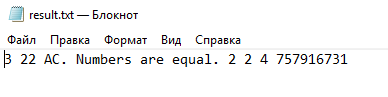 result.txt — Блокнот
Файл Правка Формат Вид Справка
3 22 AC. Numbers are equal. 2 2 4 757916731